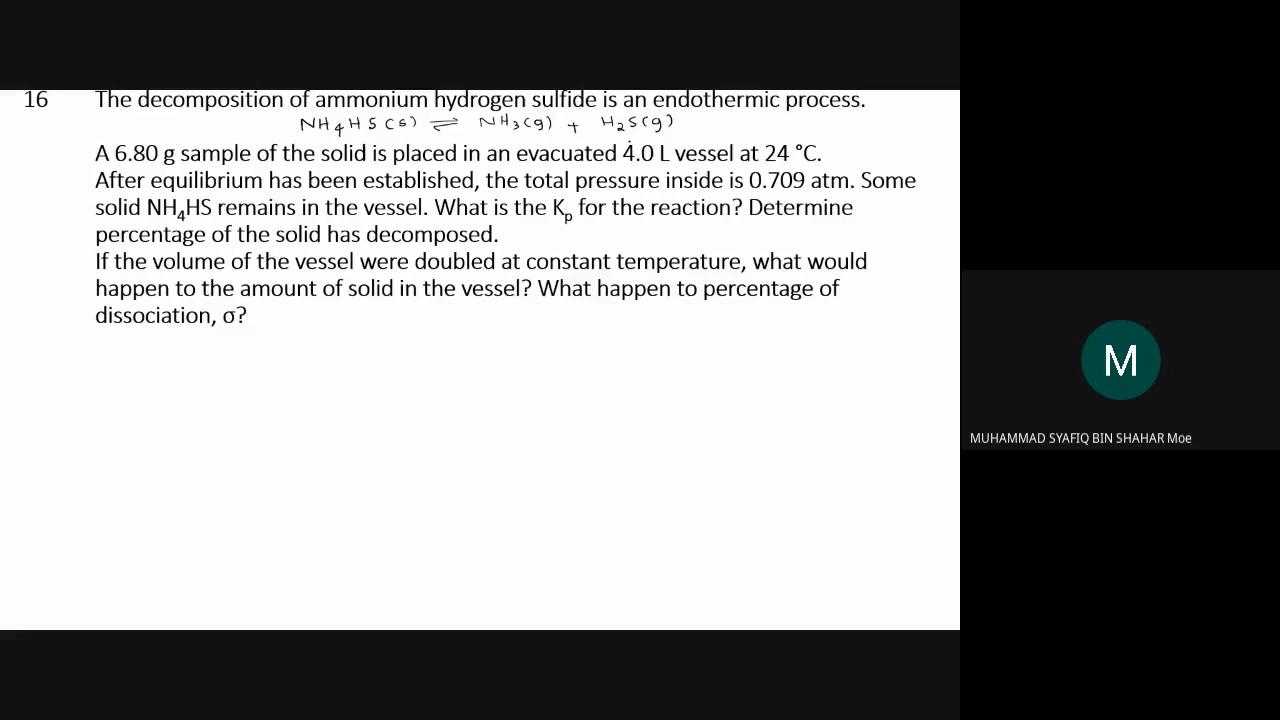 16 The decomposition of ammonium hydrogen sulfide is an endothermic process.
NH₄HS(s) ⇌ NH₃(g) + H₂S(g)
A 6.80 g sample of the solid is placed in an evacuated 4.0 L vessel at 24 °C.
After equilibrium has been established, the total pressure inside is 0.709 atm. Some
solid NH₄HS remains in the vessel. What is the Kₚ for the reaction? Determine
percentage of the solid has decomposed.
If the volume of the vessel were doubled at constant temperature, what would
happen to the amount of solid in the vessel? What happen to percentage of
dissociation, σ?
M
MUHAMMAD SYAFIQ BIN SHAHAR Moe